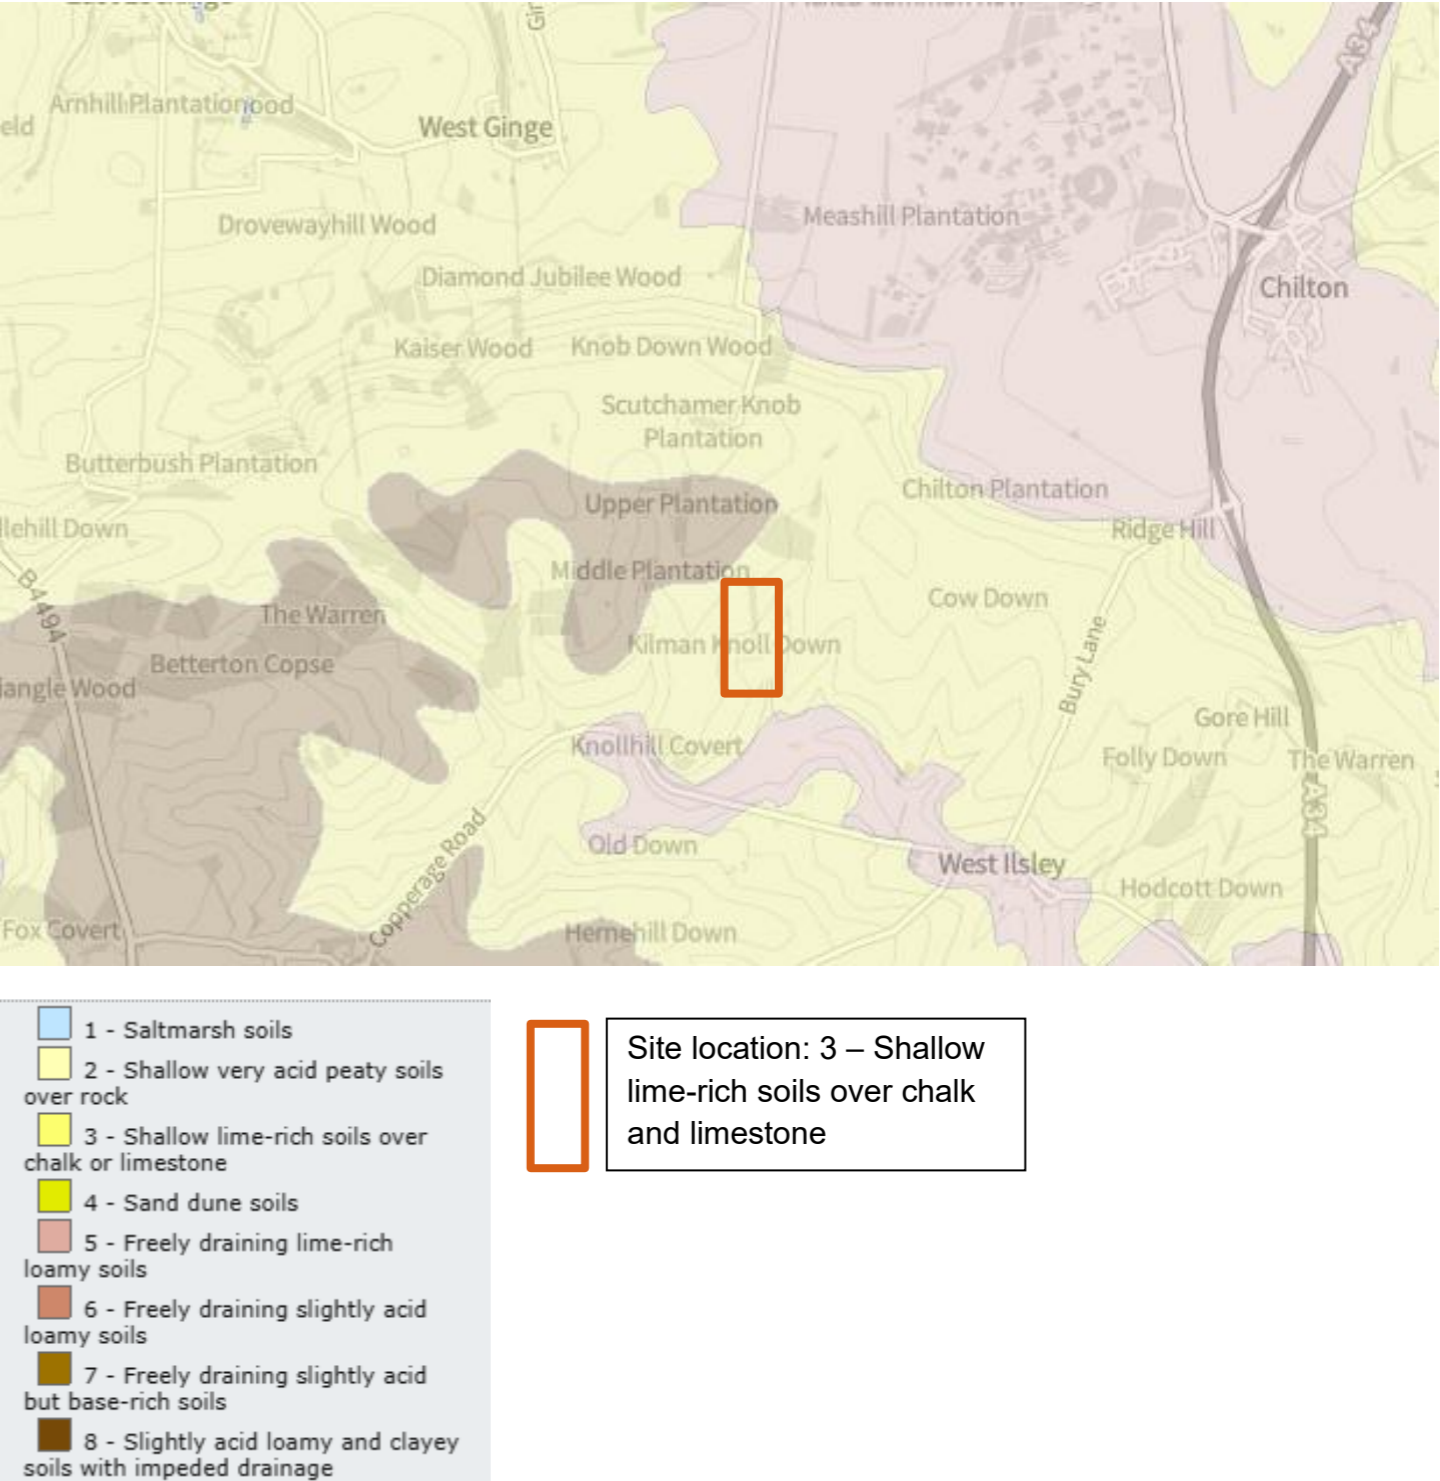 Gin
A34
Arnhill Plantation
ood
eld
West Ginge
Meashill Plantation
Drovewayhill Wood
Diamond Jubilee Wood
Chilton
Kaiser Wood
Knob Down Wood
Scutchamer Knob
Plantation
Butterbush Plantation
Chilton Plantation
Upper Plantation
llehill Down
Ridge Hill
Middle Plantation
B4494
Cow Down
The Warren
Kilman Knoll Down
Bury Lane
Betterton Copse
iangle Wood
Gore Hill
Knollhill Covert
Folly Down
The Warren
A34
Copperage Road
Old Down
West Ilsley
Hodcott Down
Fox Covert
Hernehill Down
1 - Saltmarsh soils
2 - Shallow very acid peaty soils
over rock
3 - Shallow lime-rich soils over
chalk or limestone
4 - Sand dune soils
5 - Freely draining lime-rich
loamy soils
6 - Freely draining slightly acid
loamy soils
7 - Freely draining slightly acid
but base-rich soils
8 - Slightly acid loamy and clayey
soils with impeded drainage
Site location: 3 – Shallow
lime-rich soils over chalk
and limestone